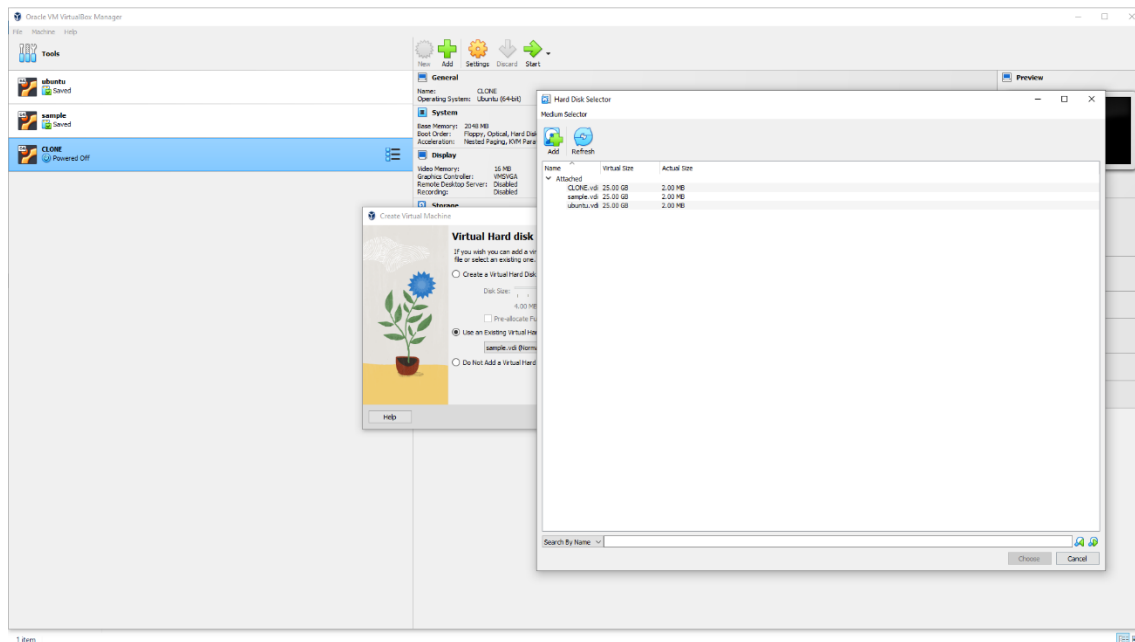 Oracle VM VirtualBox Manager
File Machine Help
Tools
ubuntu
Saved
sample
Saved
CLONE
Powered Off
New Add Settings Discard Start
General
Name: CLONE
Operating System: Ubuntu (64-bit)
System
Base Memory: 2048 MB
Boot Order: Floppy, Optical, Hard Disk
Acceleration: Nested Paging, KVM Para
Display
Video Memory: 16 MB
Graphics Controller: VMSVGA
Remote Desktop Server: Disabled
Recording: Disabled
Storage
Preview
Create Virtual Machine
Virtual Hard disk
If you wish you can add a
file or select an existing one.
Create a Virtual Hard Disk
Disk Size:
4.00 MB
Pre-allocate
Use an Existing Virtual
sample.vdi
Do Not Add a Virtual Hard
Help
Hard Disk Selector
Medium Selector
Add Refresh
Name Virtual Size Actual Size
Attached
CLONE.vdi 25.00 GB 2.00 MB
sample.vdi 25.00 GB 2.00 MB
ubuntu.vdi 25.00 GB 2.00 MB
Search By Name
Choose Cancel
1 item